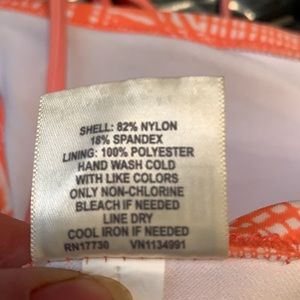 SHELL: 82% NYLON
18% SPANDEX
LINING: 100% POLYESTER
HAND WASH COLD
WITH LIKE COLORS
ONLY NON-CHLORINE
BLEACH IF NEEDED
LINE DRY
COOL IRON IF NEEDED
RN17730 VN1134991